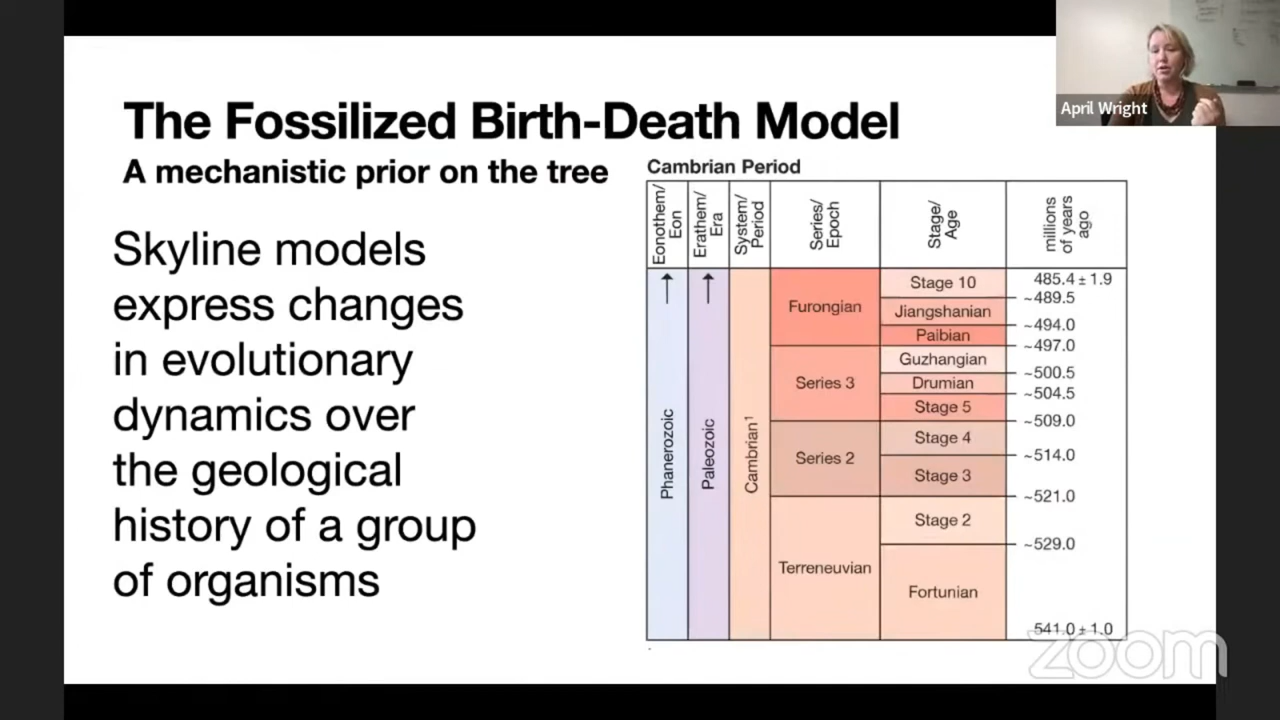 April Wright
The Fossilized Birth-Death Model
A mechanistic prior on the tree
Skyline models
express changes
in evolutionary
dynamics over
the geological
history of a group
of organisms
Cambrian Period
Eonothem/
Eon
Erathem/
Era
System/
Period
Series/
Epoch
Stage/
Age
millions
of years
ago
Phanerozoic
Paleozoic
Cambrian¹
Furongian
Series 3
Series 2
Terreneuvian
Stage 10
Jiangshanian
Paibian
Guzhangian
Drumian
Stage 5
Stage 4
Stage 3
Stage 2
Fortunian
485.4 ± 1.9
~489.5
~494.0
~497.0
~500.5
~504.5
~509.0
~514.0
~521.0
~529.0
541.0 ± 1.0
zoom